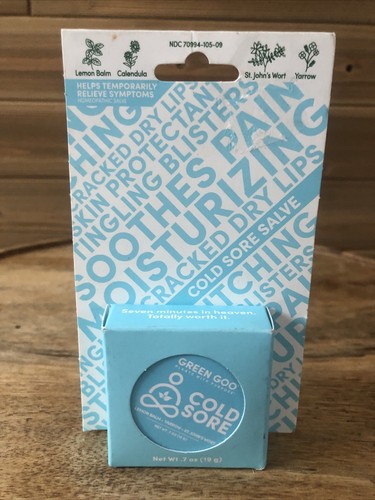 NDC 70994-105-09
Lemon Balm
Calendula
St. John's Wort
Yarrow
HELPS TEMPORARILY
RELIEVE SYMPTOMS
HOMEOPATHIC SALVE
CRACKED DRY LIPS
SKIN PROTECTANT
TINGLING BLISTERS
SOOTHES PAIN
MOISTURIZING
CRACKED DRY LIPS
COLD SORE SALVE
ITCHING
BLISTERS
Seven minutes in heaven.
Totally worth it.
GREEN GOO
COLD
SORE
Net Wt .7 oz (19 g)